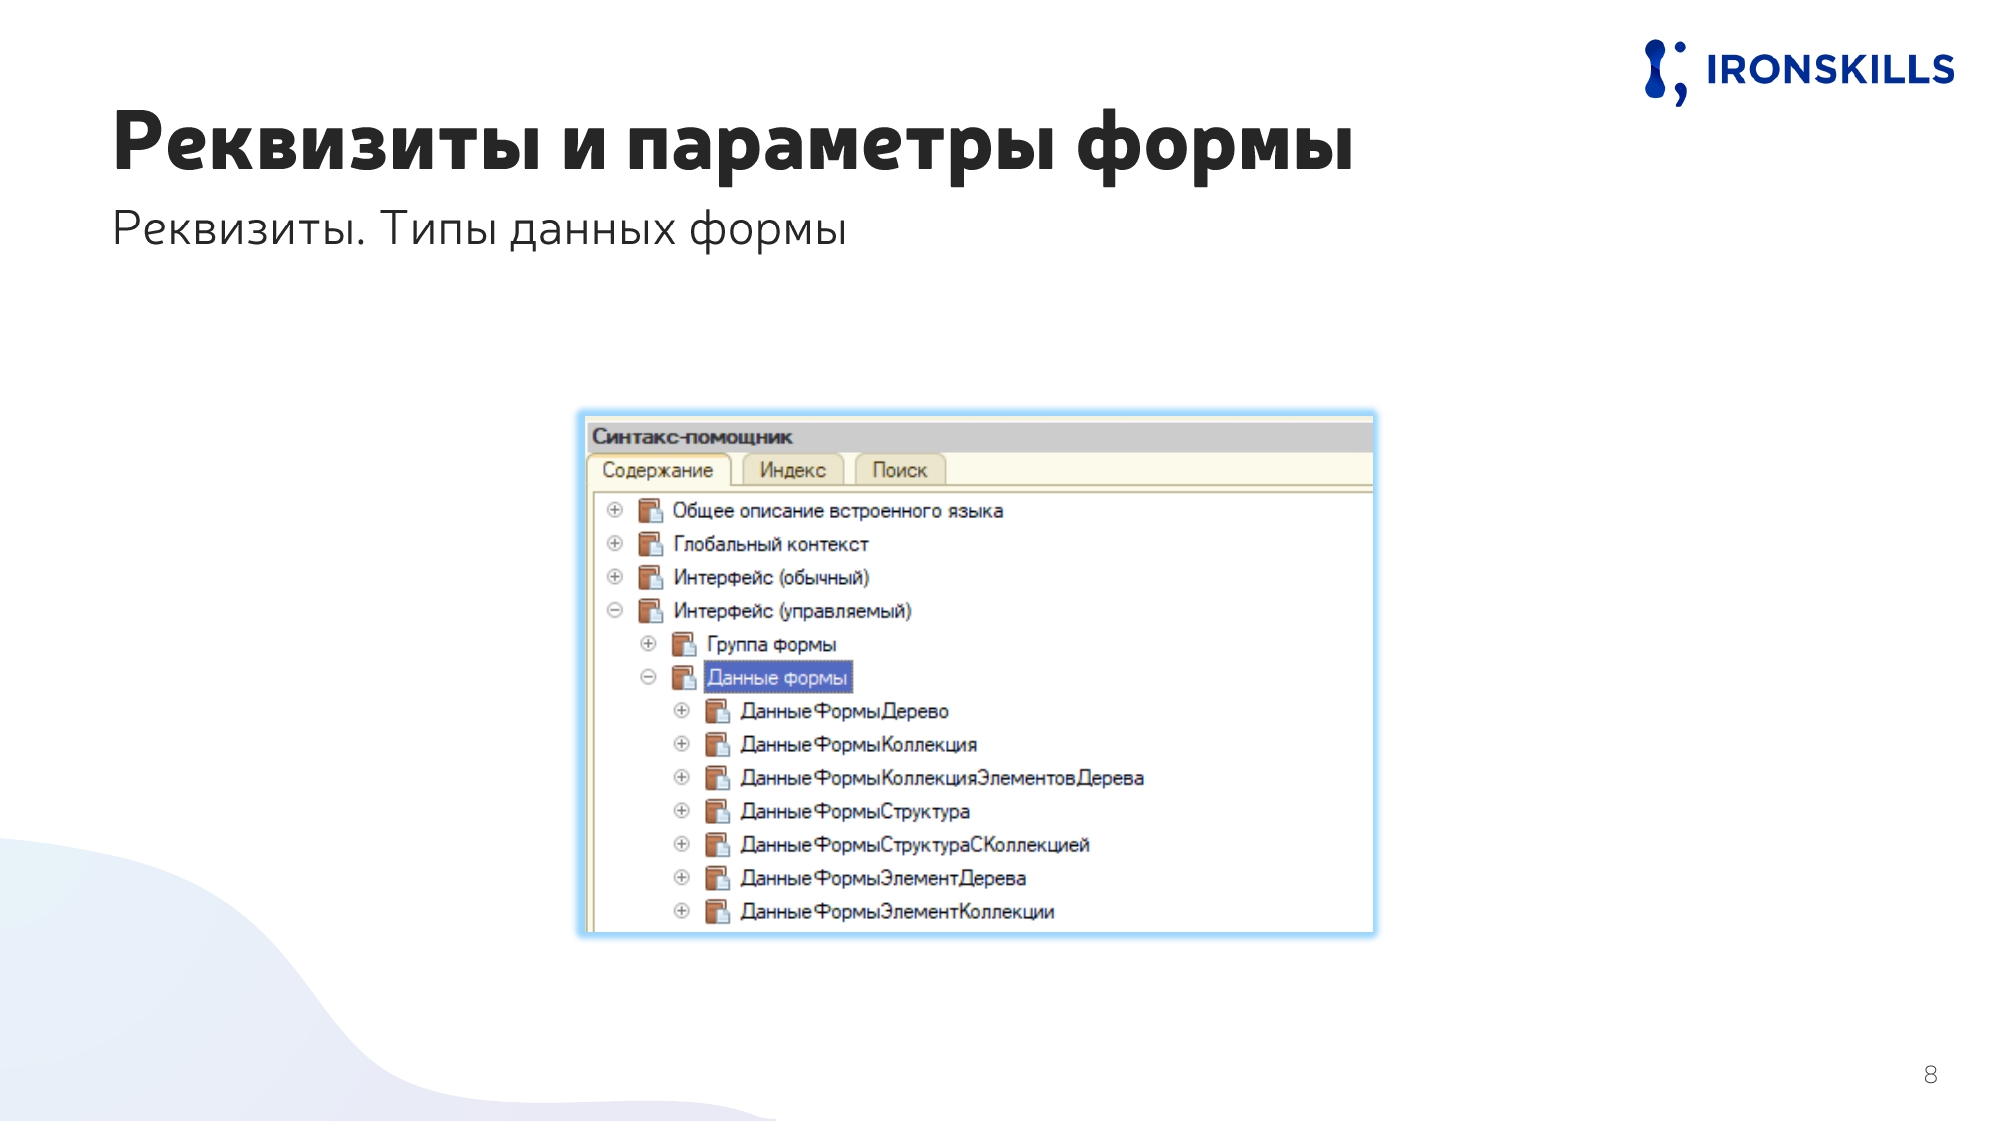 IRONSKILLS
Реквизиты и параметры формы
Реквизиты. Типы данных формы
Синтакс-помощник
Содержание Индекс Поиск
Общее описание встроенного языка
Глобальный контекст
Интерфейс (обычный)
Интерфейс (управляемый)
Группа формы
Данные формы
ДанныеФормыДерево
ДанныеФормыКоллекция
ДанныеФормыКоллекцияЭлементовДерева
ДанныеФормыСтруктура
ДанныеФормыСтруктураСКоллекцией
ДанныеФормыЭлементДерева
ДанныеФормыЭлементКоллекции
8